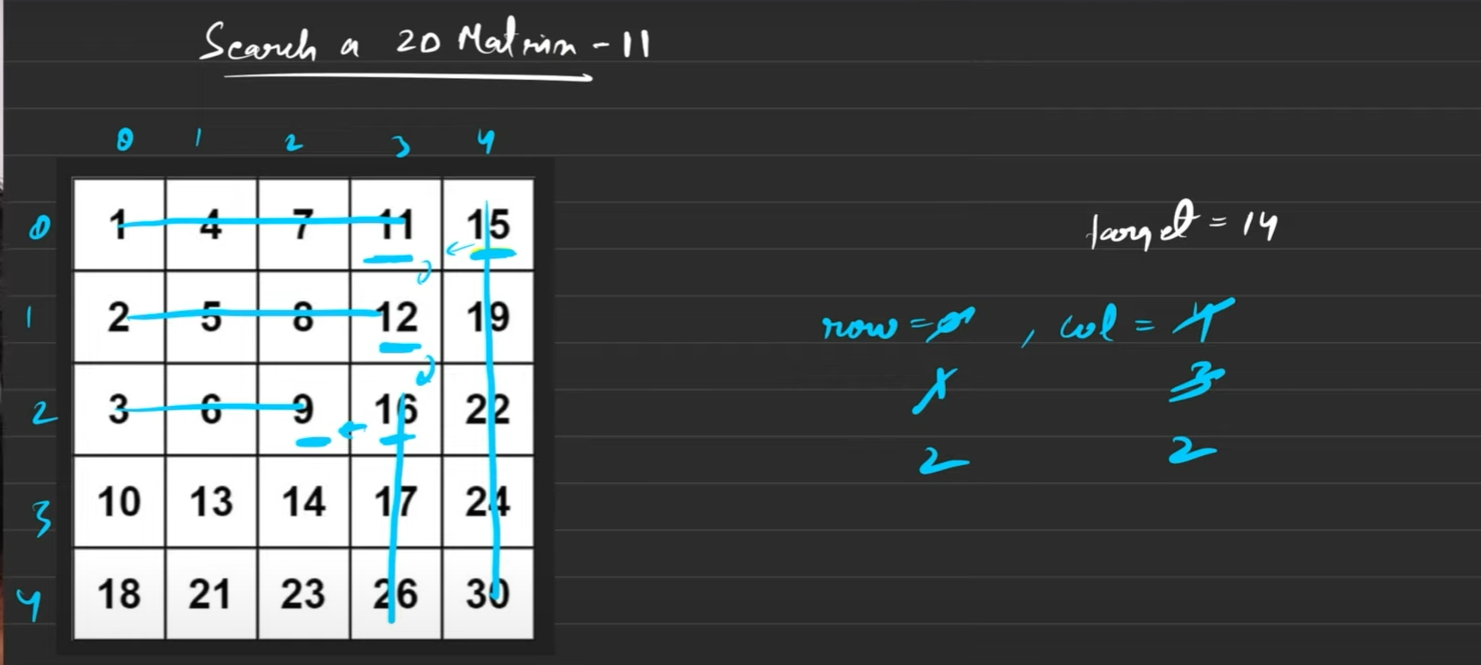 Search a 2D Matrix - II
0 1 2 3 4
0 1 4 7 11 15
1 2 5 8 12 19
2 3 6 9 16 22
3 10 13 14 17 24
4 18 21 23 26 30
target = 14
row = 0 , col = 4
1 3
2 2